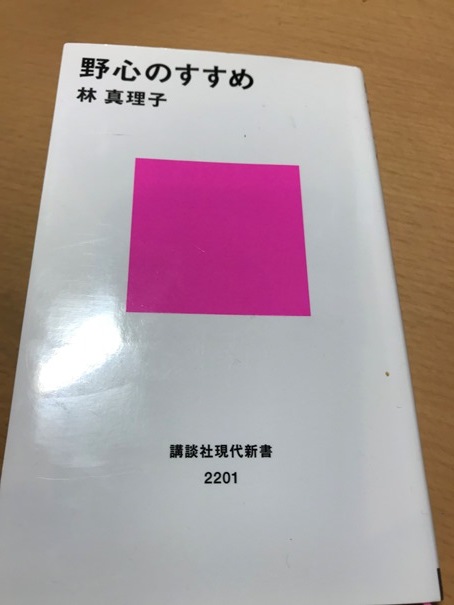 野心のすすめ
林 真理子
講談社現代新書
2201